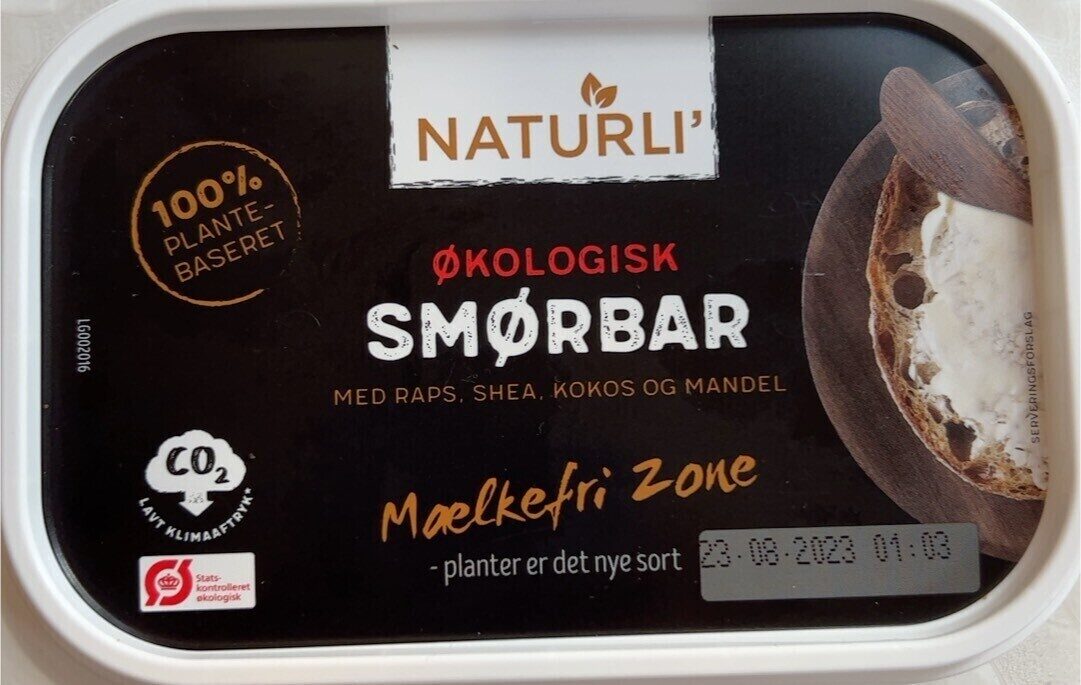 NATURLI'
100%
PLANTE-
BASERET
ØKOLOGISK
SMØRBAR
MED RAPS, SHEA, KOKOS OG MANDEL
LG002016
SERVERINGSFORSLAG
CO2
LAVT KLIMAAFTRYK*
Mælkefri Zone
- planter er det nye sort
23·08·2023 01:03
Ø
Stats-
kontrolleret
økologisk